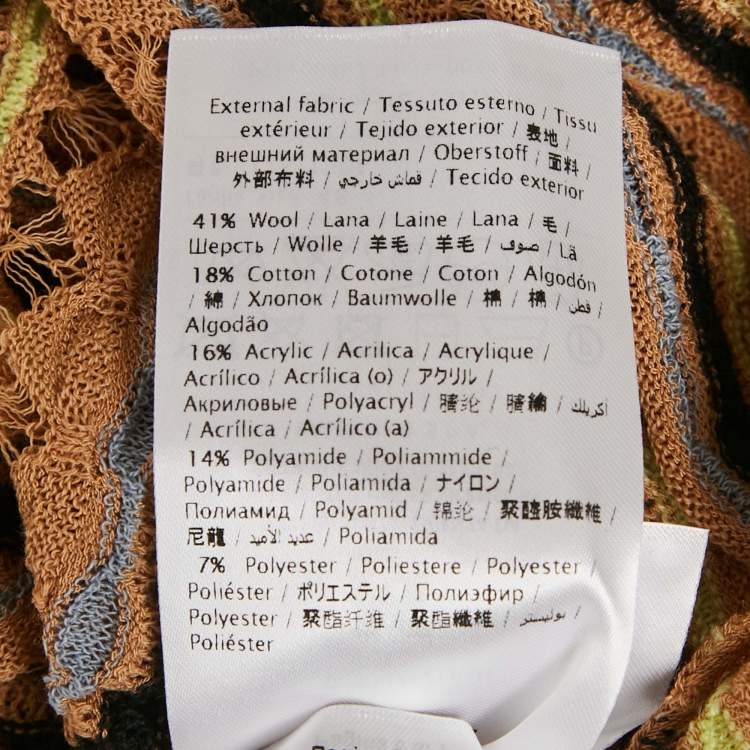 External fabric / Tessuto esterno / Tissu
extérieur / Tejido exterior / 表地 /
внешний материал / Oberstoff / 面料 /
外部布料 / قماش خارجي / Tecido exterior
41% Wool / Lana / Laine / Lana / 毛 /
Шерсть / Wolle / 羊毛 / 羊毛 / صوف / Lã
18% Cotton / Cotone / Coton / Algodón
/ 綿 / Хлопок / Baumwolle / 棉 / 棉 / قطن /
Algodão
16% Acrylic / Acrilica / Acrylique /
Acrílico / Acrílica (o) / アクリル /
Акриловые / Polyacryl / 腈纶 / 腈綸 / أكريلك
/ Acrílica / Acrílico (a)
14% Polyamide / Poliammide /
Polyamide / Poliamida / ナイロン /
Полиамид / Polyamid / 锦纶 / 聚醯胺纖維 /
尼龍 / عديد الأميد / Poliamida
7% Polyester / Poliestere / Polyester /
Poliéster / ポリエステル / Полиэфир /
Polyester / 聚酯纤维 / 聚酯纖維 / بوليستر /
Poliéster